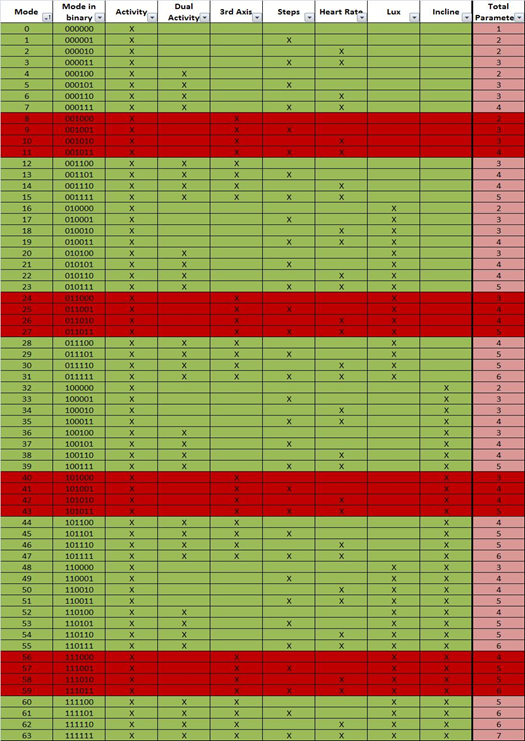 Mode Mode in binary Activity Dual Activity 3rd Axis Steps Heart Rate Lux Incline Total Paramete
0 000000 X 1
1 000001 X X 2
2 000010 X X 2
3 000011 X X X 3
4 000100 X X 2
5 000101 X X X 3
6 000110 X X X 3
7 000111 X X X X 4
8 001000 X X 2
9 001001 X X X 3
10 001010 X X X 3
11 001011 X X X X 4
12 001100 X X X 3
13 001101 X X X X 4
14 001110 X X X X 4
15 001111 X X X X X 5
16 010000 X X 2
17 010001 X X X 3
18 010010 X X X 3
19 010011 X X X X 4
20 010100 X X X 3
21 010101 X X X X 4
22 010110 X X X X 4
23 010111 X X X X X 5
24 011000 X X X 3
25 011001 X X X X 4
26 011010 X X X X 4
27 011011 X X X X X 5
28 011100 X X X X 4
29 011101 X X X X X 5
30 011110 X X X X X 5
31 011111 X X X X X X 6
32 100000 X X 2
33 100001 X X X 3
34 100010 X X X 3
35 100011 X X X X 4
36 100100 X X X 3
37 100101 X X X X 4
38 100110 X X X X 4
39 100111 X X X X X 5
40 101000 X X X 3
41 101001 X X X X 4
42 101010 X X X X 4
43 101011 X X X X X 5
44 101100 X X X X 4
45 101101 X X X X X 5
46 101110 X X X X X 5
47 101111 X X X X X X 6
48 110000 X X X 3
49 110001 X X X X 4
50 110010 X X X X 4
51 110011 X X X X X 5
52 110100 X X X X 4
53 110101 X X X X X 5
54 110110 X X X X X 5
55 110111 X X X X X X 6
56 111000 X X X X 4
57 111001 X X X X X 5
58 111010 X X X X X 5
59 111011 X X X X X X 6
60 111100 X X X X X 5
61 111101 X X X X X X 6
62 111110 X X X X X X 6
63 111111 X X X X X X X 7